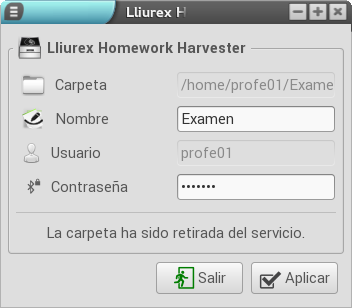 Lliurex H
Lliurex Homework Harvester
Carpeta /home/profe01/Exame
Nombre Examen
Usuario profe01
Contraseña •••••••
La carpeta ha sido retirada del servicio.
Salir Aplicar